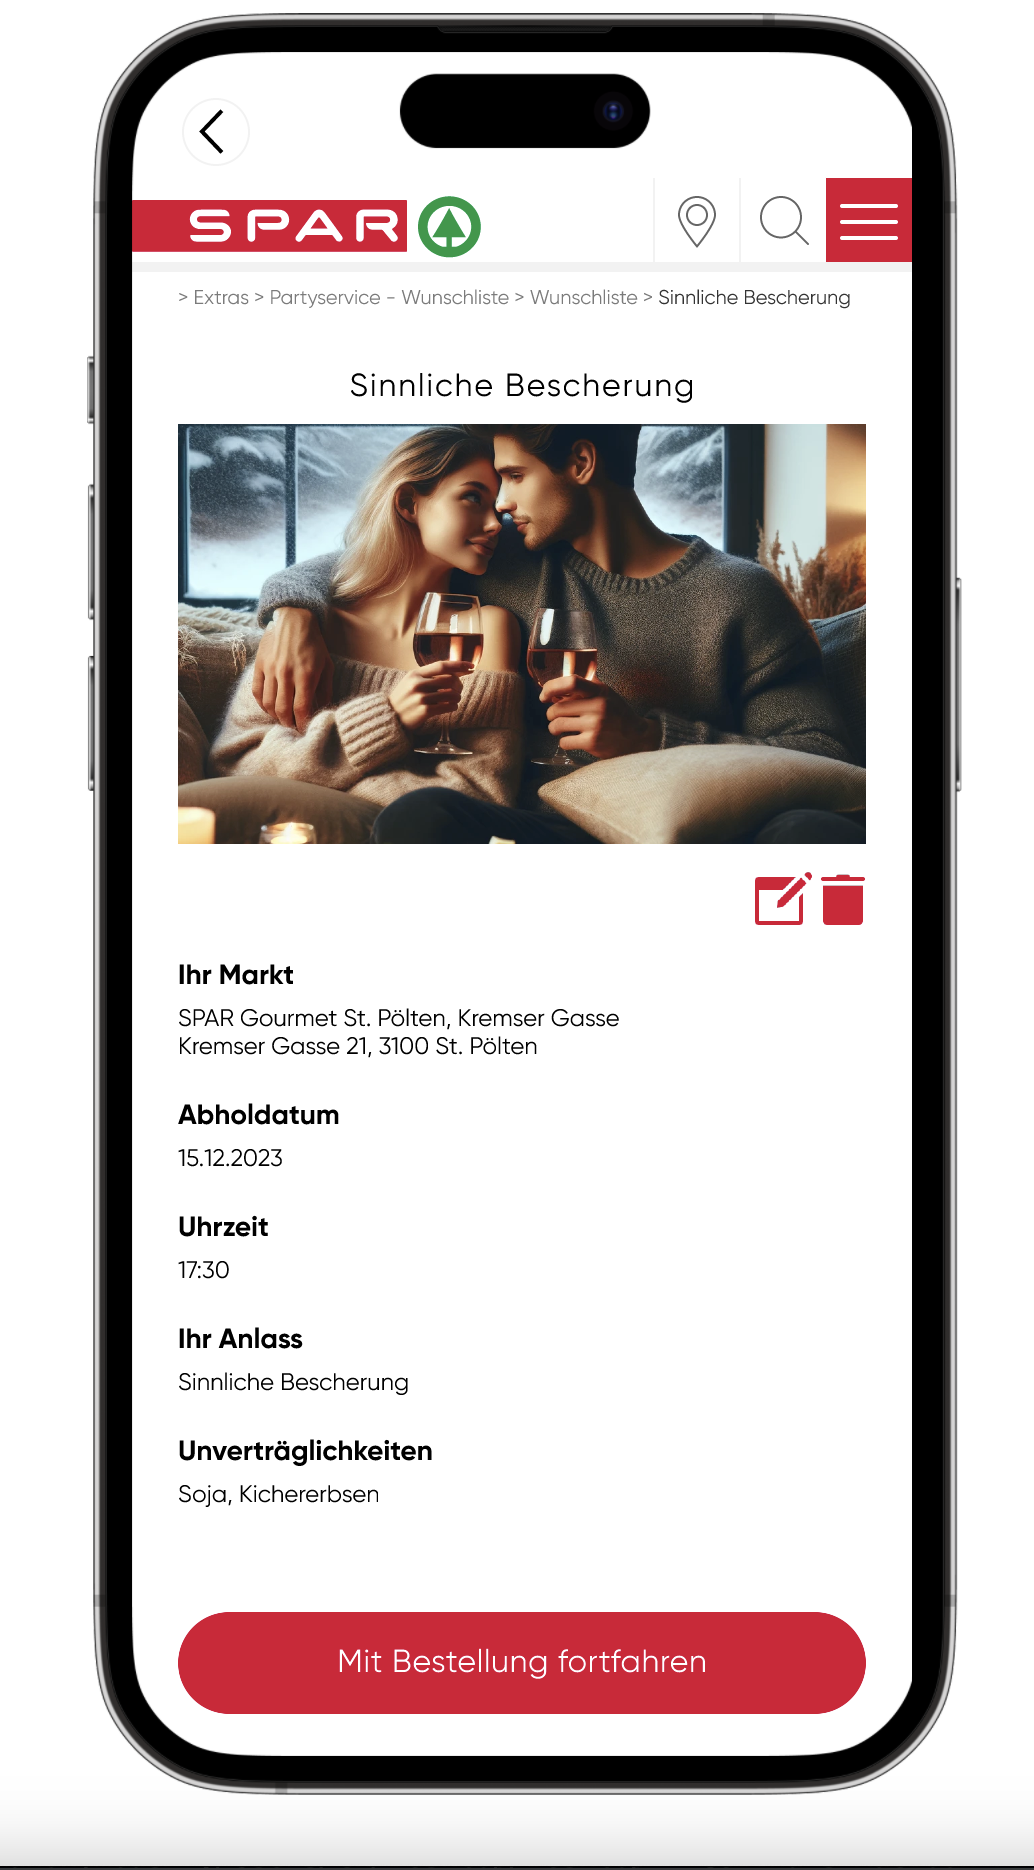 SPAR
> Extras > Partyservice - Wunschliste > Wunschliste > Sinnliche Bescherung
Sinnliche Bescherung
Ihr Markt
SPAR Gourmet St. Pölten, Kremser Gasse
Kremser Gasse 21, 3100 St. Pölten
Abholdatum
15.12.2023
Uhrzeit
17:30
Ihr Anlass
Sinnliche Bescherung
Unverträglichkeiten
Soja, Kichererbsen
Mit Bestellung fortfahren